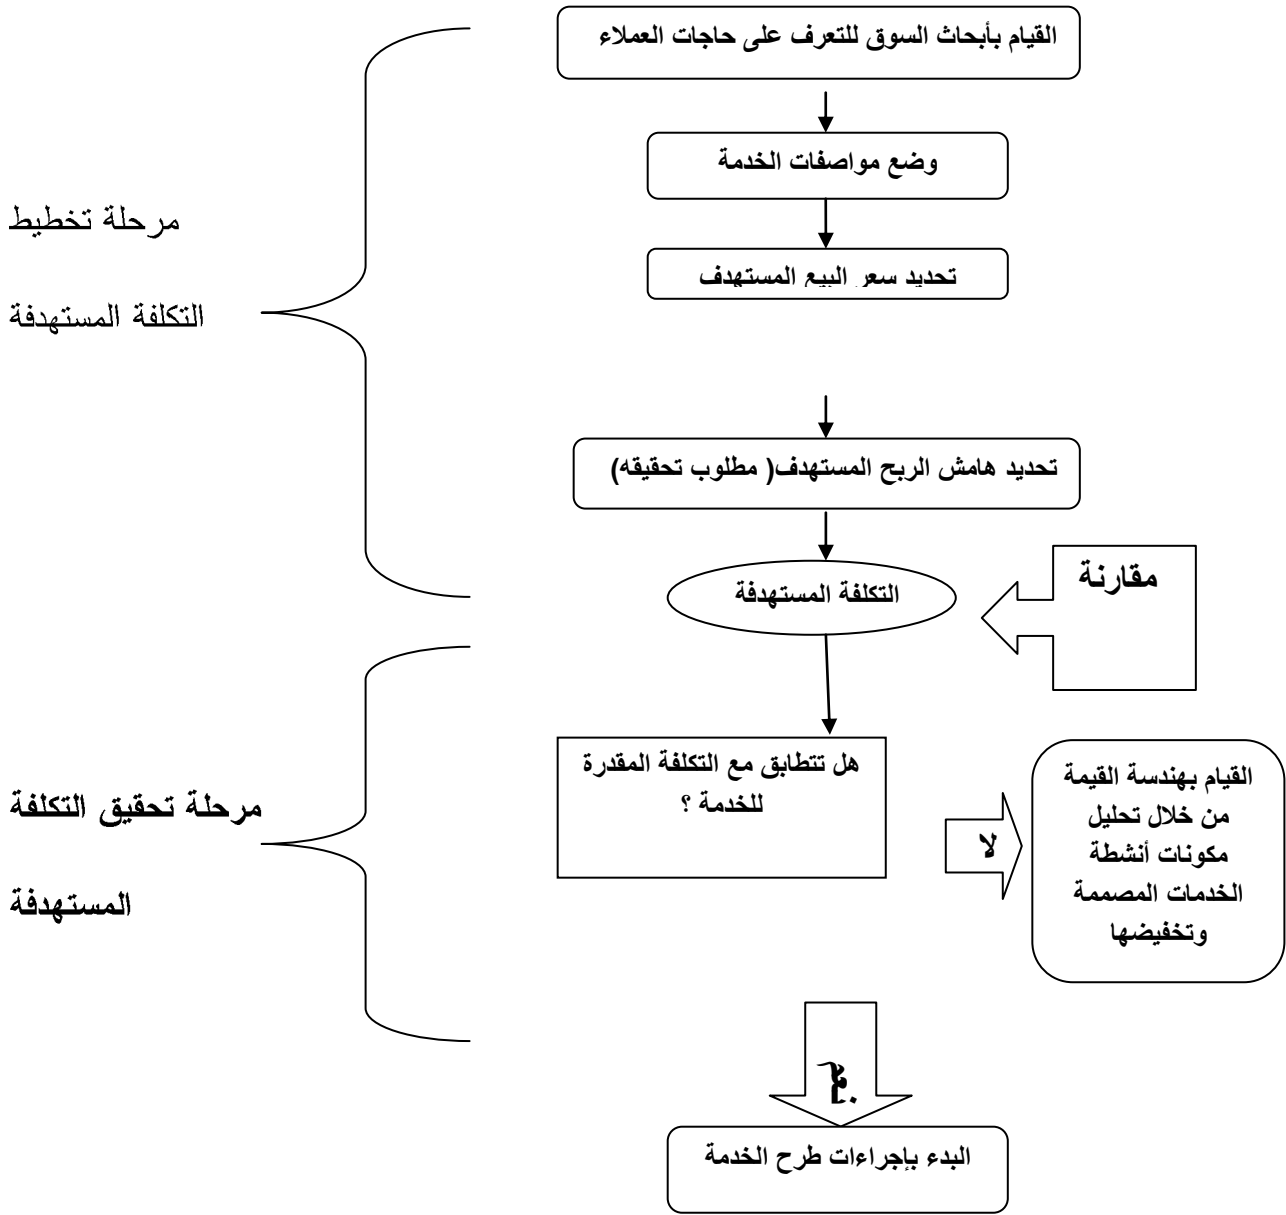 القيام بأبحاث السوق للتعرف على حاجات العملاء
وضع مواصفات الخدمة
تحديد سعر البيع المستهدف
مرحلة تخطيط
التكلفة المستهدفة
تحديد هامش الربح المستهدف( مطلوب تحقيقه)
التكلفة المستهدفة
مقارنة
هل تتطابق مع التكلفة المقدرة
للخدمة ؟
لا
القيام بهندسة القيمة
من خلال تحليل
مكونات أنشطة
الخدمات المصممة
وتخفيضها
مرحلة تحقيق التكلفة
المستهدفة
نعم
البدء بإجراءات طرح الخدمة